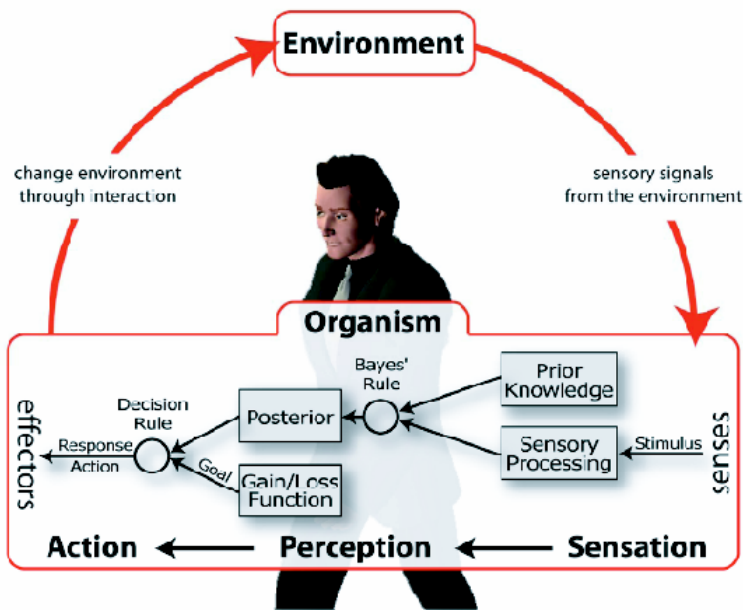 Environment
change environment
through interaction
sensory signals
from the environment
Organism
effectors
Response
Action
Decision
Rule
Posterior
Goal
Gain/Loss
Function
Bayes'
Rule
Prior
Knowledge
Sensory
Processing
Stimulus
senses
Action
Perception
Sensation